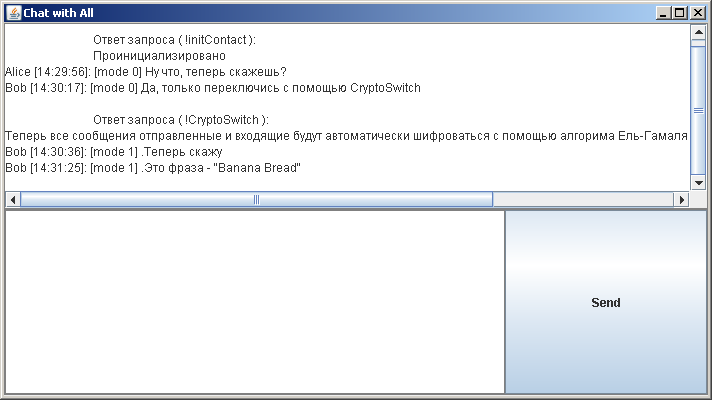 Chat with All
Ответ запроса ( !initContact ):
Проинициализировано
Alice [14:29:56]: [mode 0] Ну что, теперь скажешь?
Bob [14:30:17]: [mode 0] Да, только переключись с помощью CryptoSwitch
Ответ запроса ( !CryptoSwitch ):
Теперь все сообщения отправленные и входящие будут автоматически шифроваться с помощью алгорима Ель-Гамаля
Bob [14:30:36]: [mode 1] .Теперь скажу
Bob [14:31:25]: [mode 1] .Это фраза - "Banana Bread"
Send